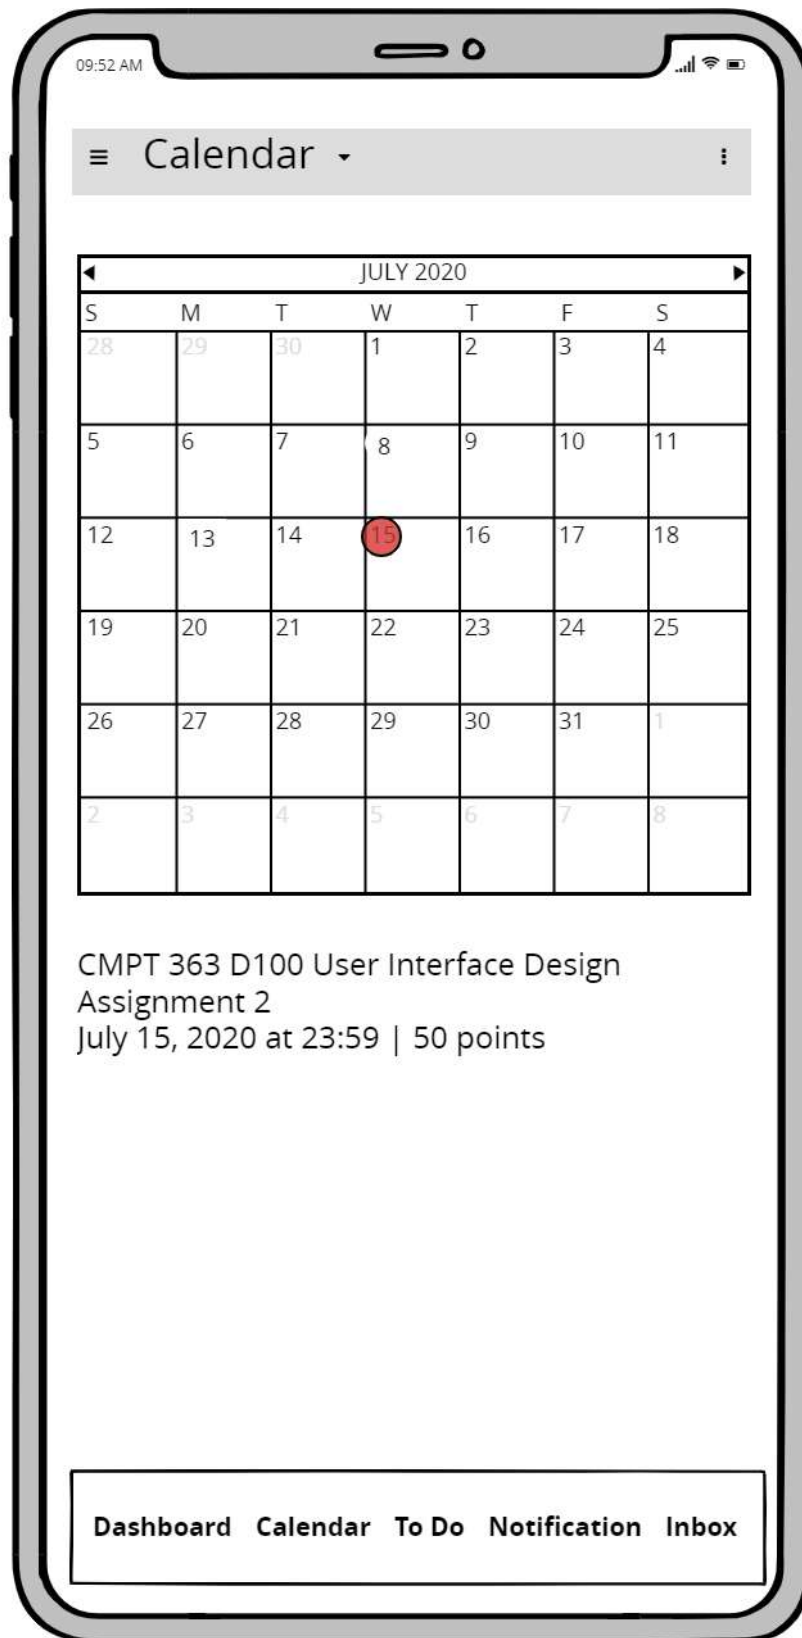 09:52 AM
Calendar
JULY 2020
S M T W T F S
28 29 30 1 2 3 4
5 6 7 8 9 10 11
12 13 14 15 16 17 18
19 20 21 22 23 24 25
26 27 28 29 30 31 1
2 3 4 5 6 7 8
CMPT 363 D100 User Interface Design
Assignment 2
July 15, 2020 at 23:59 | 50 points
Dashboard Calendar To Do Notification Inbox